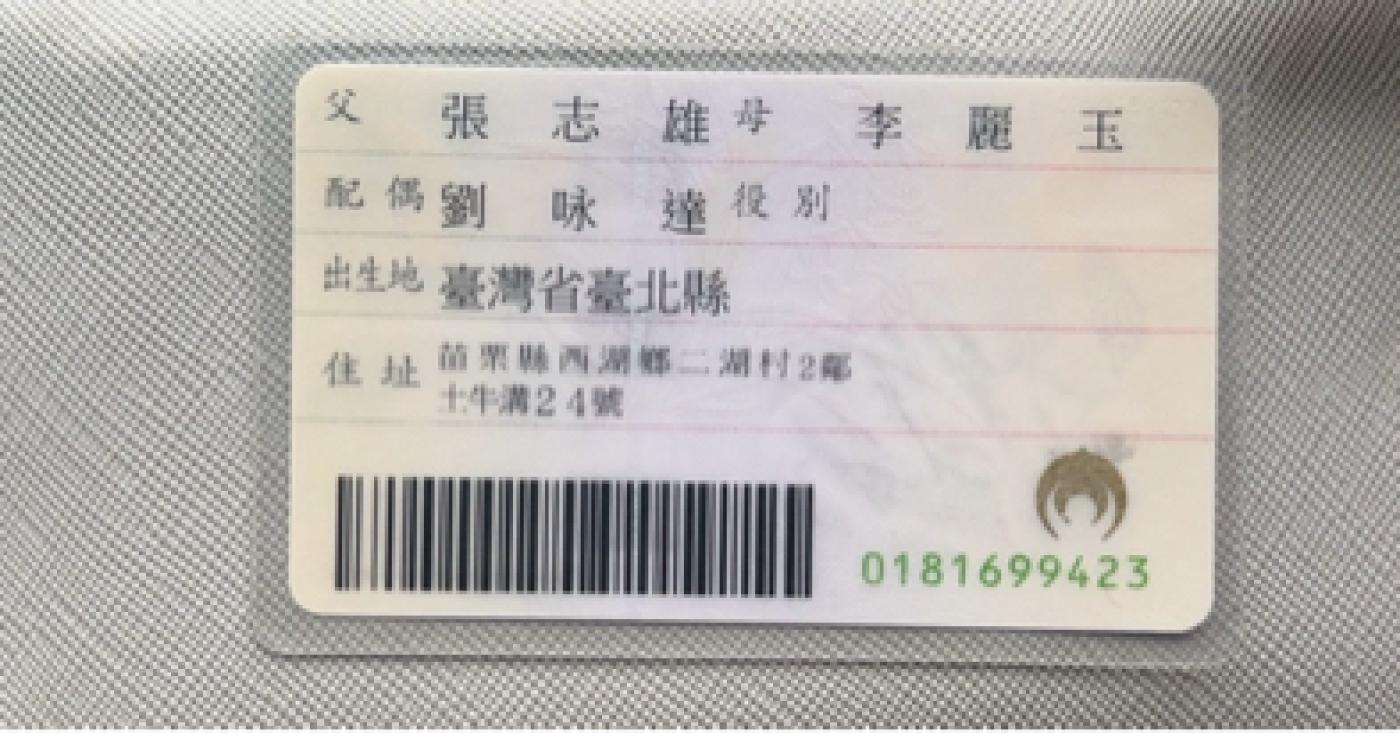 父 張志雄 母 李麗玉
配偶 劉咏達 役別
出生地 臺灣省臺北縣
住址 苗栗縣西湖鄉二湖村2鄰
土牛溝24號
0181699423